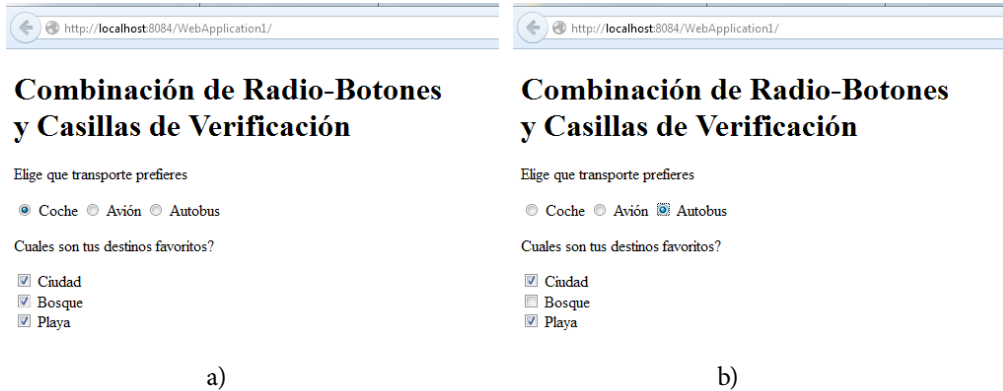 http://localhost:8084/WebApplication1/
Combinación de Radio-Botones
y Casillas de Verificación
Elige que transporte prefieres
Coche Avión Autobus
Cuales son tus destinos favoritos?
Ciudad
Bosque
Playa
a)
http://localhost:8084/WebApplication1/
Combinación de Radio-Botones
y Casillas de Verificación
Elige que transporte prefieres
Coche Avión Autobus
Cuales son tus destinos favoritos?
Ciudad
Bosque
Playa
b)